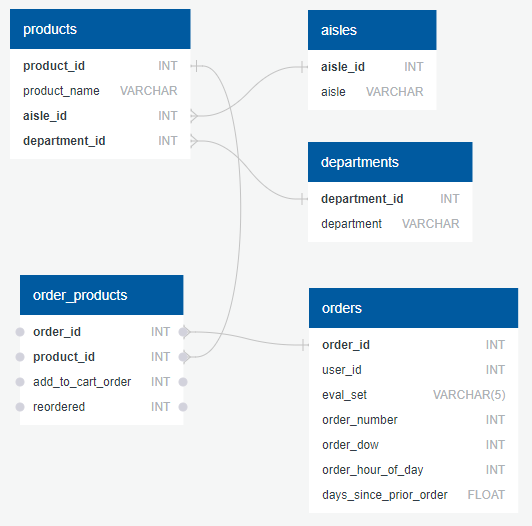 products
product_id INT
product_name VARCHAR
aisle_id INT
department_id INT
aisles
aisle_id INT
aisle VARCHAR
departments
department_id INT
department VARCHAR
order_products
order_id INT
product_id INT
add_to_cart_order INT
reordered INT
orders
order_id INT
user_id INT
eval_set VARCHAR(5)
order_number INT
order_dow INT
order_hour_of_day INT
days_since_prior_order FLOAT